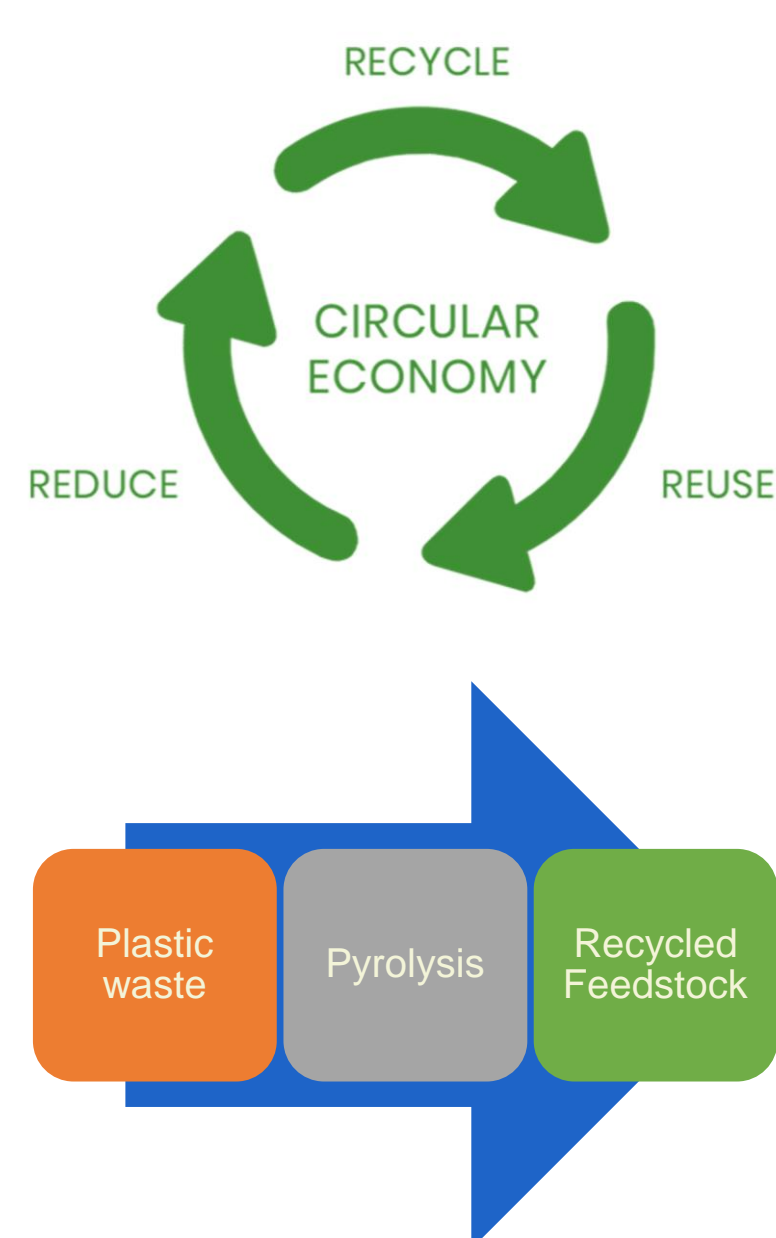 RECYCLE
CIRCULAR
ECONOMY
REDUCE
REUSE
Plastic
waste
Pyrolysis
Recycled
Feedstock